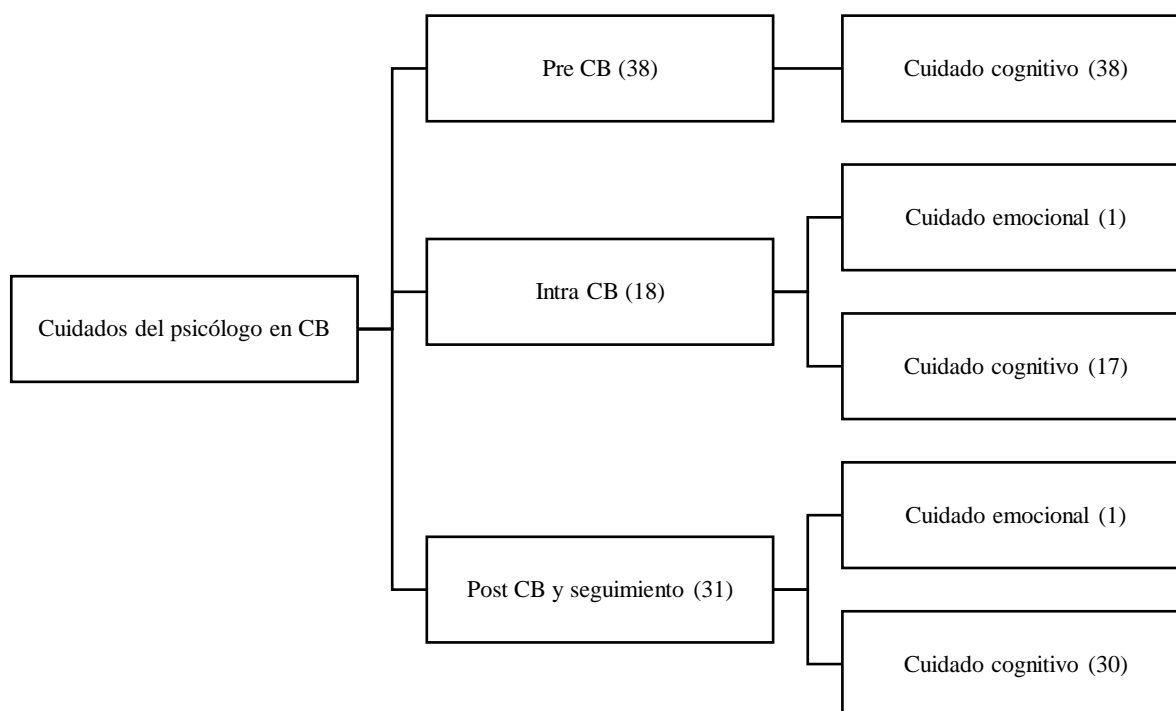 Cuidados del psicólogo en CB
Pre CB (38)
Cuidado cognitivo (38)
Intra CB (18)
Cuidado emocional (1)
Cuidado cognitivo (17)
Post CB y seguimiento (31)
Cuidado emocional (1)
Cuidado cognitivo (30)